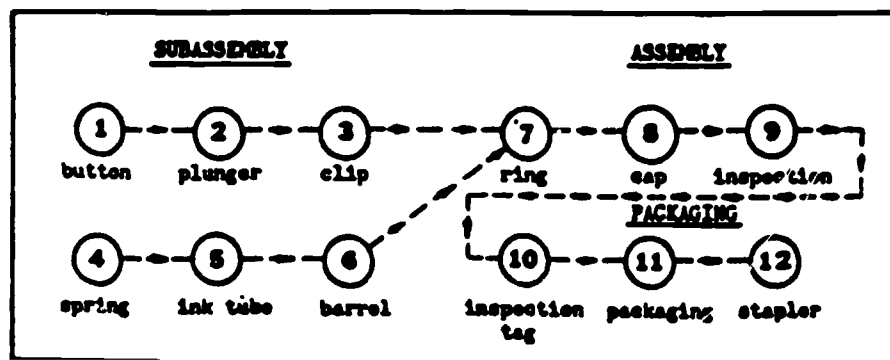 SUBASSEMBLY ASSEMBLY
1 2 3 7 8 9
button plunger clip ring cap inspection
PACKAGING
4 5 6 10 11 12
spring ink tube barrel inspection packaging stapler
tag